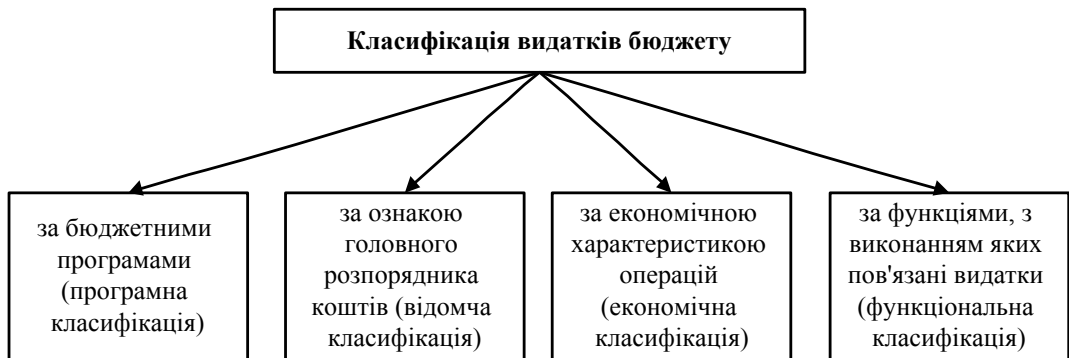 Класифікація видатків бюджету
за бюджетними
програмами
(програмна
класифікація)
за ознакою
головного
розпорядника
коштів (відомча
класифікація)
за економічною
характеристикою
операцій
(економічна
класифікація)
за функціями, з
виконанням яких
пов'язані видатки
(функціональна
класифікація)